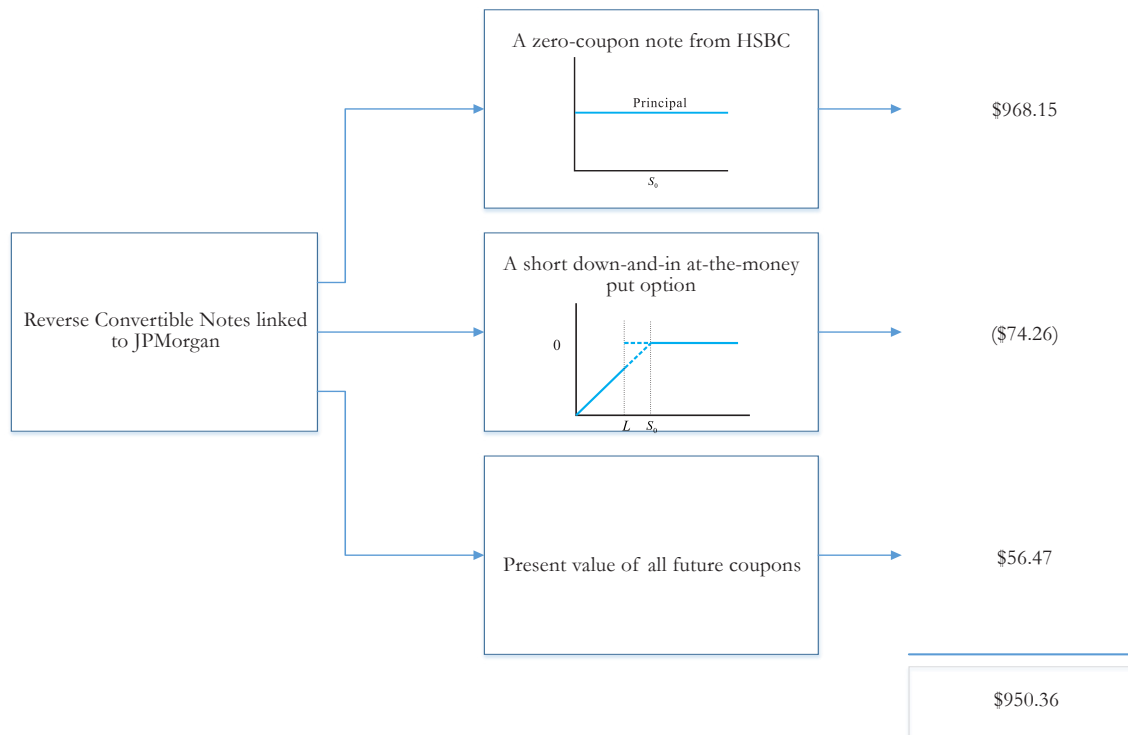 A zero-coupon note from HSBC
Principal
S₀
$968.15
Reverse Convertible Notes linked
to JPMorgan
A short down-and-in at-the-money
put option
0
L S₀
($74.26)
Present value of all future coupons
$56.47
$950.36